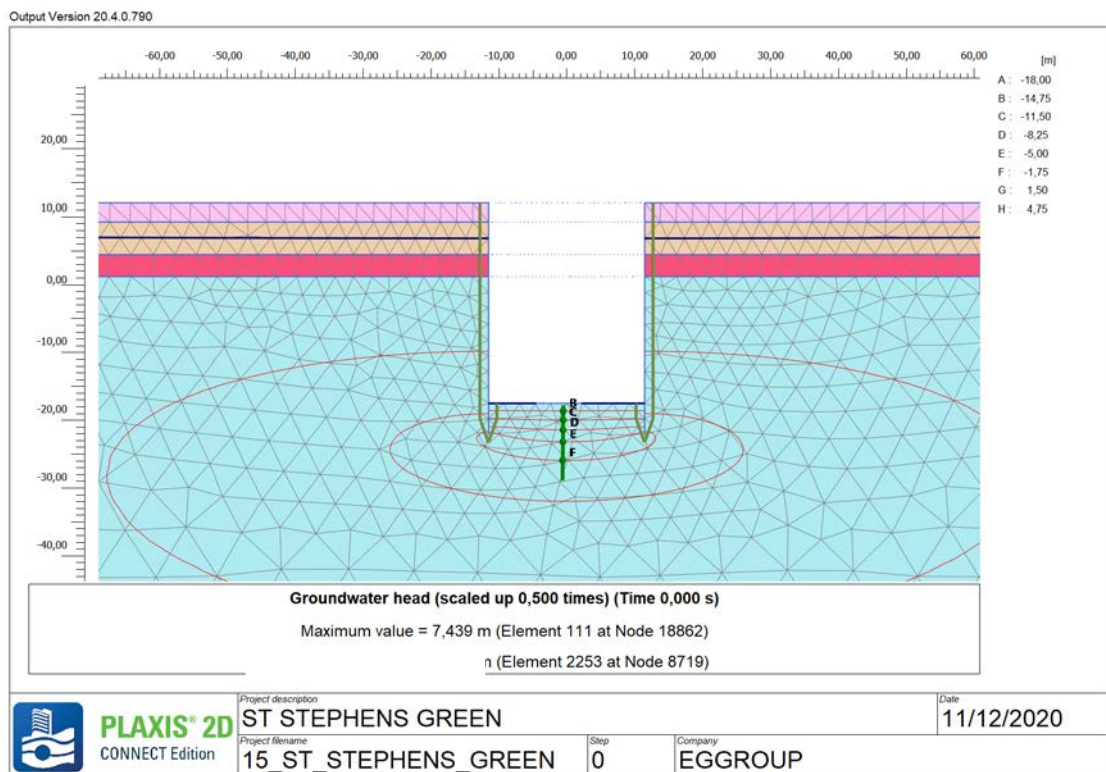 Output Version 20.4.0.790
-60,00 -50,00 -40,00 -30,00 -20,00 -10,00 0,00 10,00 20,00 30,00 40,00 50,00 60,00
[m]
A : -18,00
B : -14,75
C : -11,50
D : -8,25
E : -5,00
F : -1,75
G : 1,50
H : 4,75
20,00
10,00
0,00
-10,00
-20,00
-30,00
-40,00
B
C
D
E
F
Groundwater head (scaled up 0,500 times) (Time 0,000 s)
Maximum value = 7,439 m (Element 111 at Node 18862)
(Element 2253 at Node 8719)
PLAXIS® 2D
CONNECT Edition
Project description
ST STEPHENS GREEN
Date
11/12/2020
Project filename
15_ST_STEPHENS_GREEN
Step
0
Company
EGGROUP